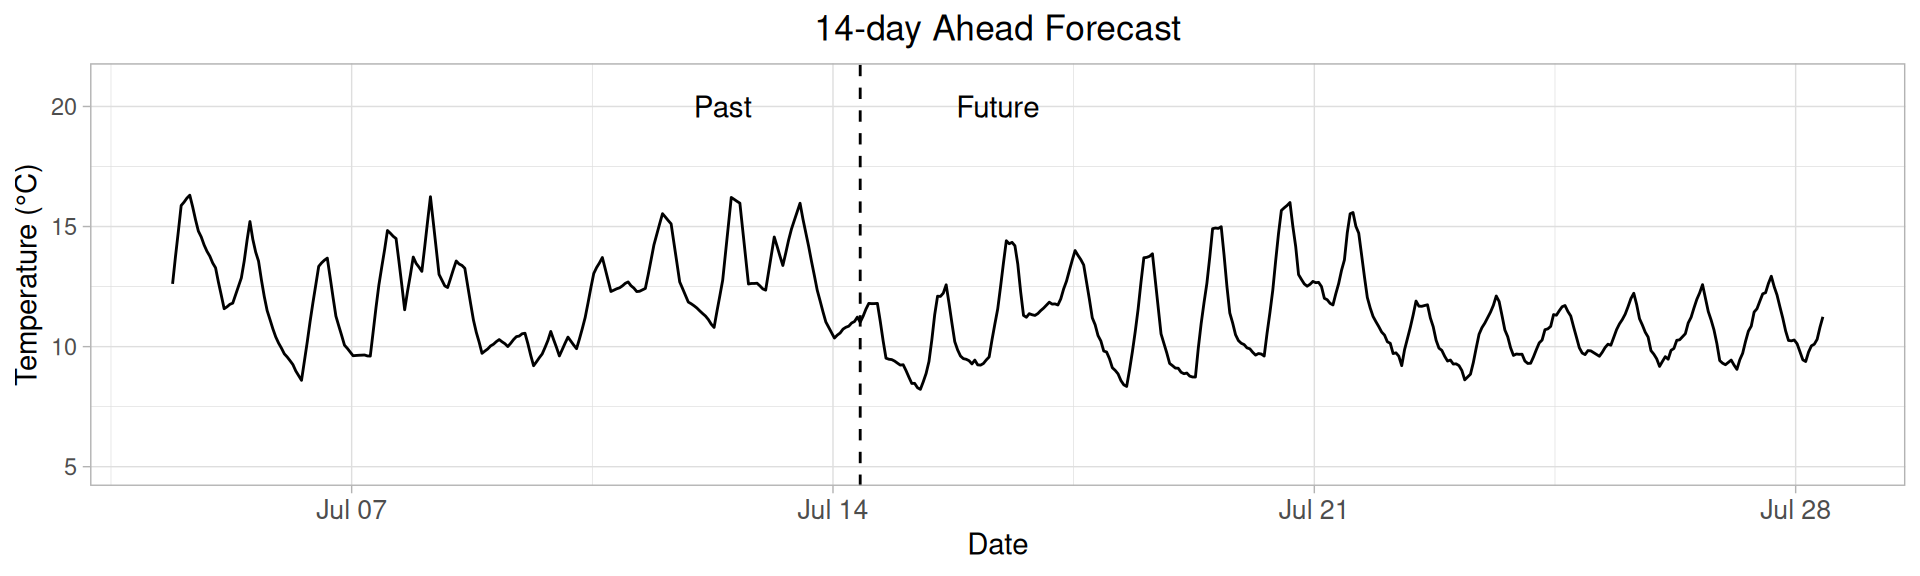 14-day Ahead Forecast
Past
Future
20
15
10
5
Temperature (°C)
Jul 07
Jul 14
Jul 21
Jul 28
Date